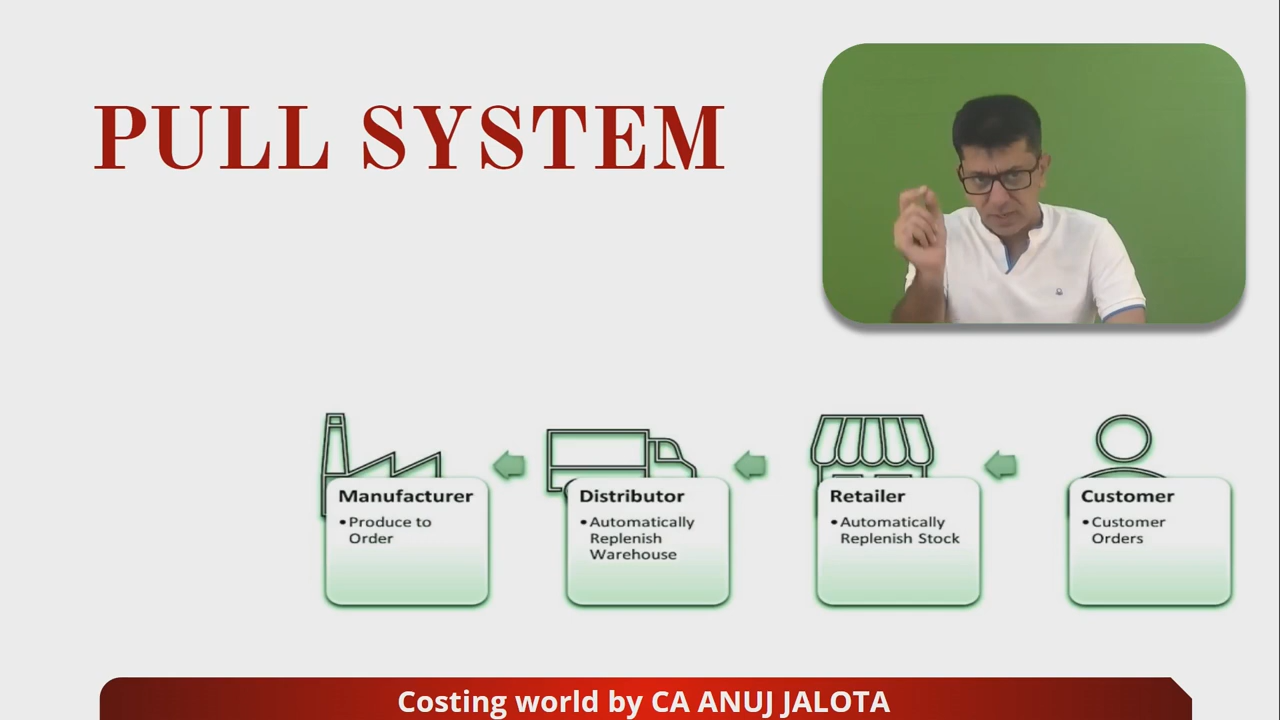 PULL SYSTEM
Manufacturer
•Produce to
Order
Distributor
•Automatically
Replenish
Warehouse
Retailer
•Automatically
Replenish Stock
Customer
•Customer
Orders
Costing world by CA ANUJ JALOTA